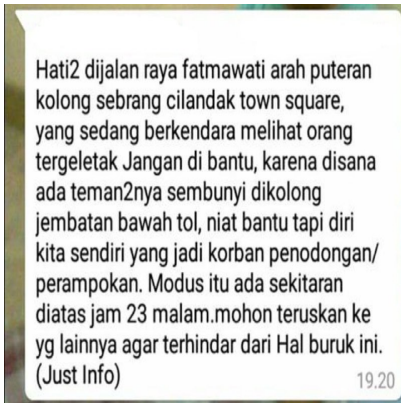 Hati2 dijalan raya fatmawati arah puteran
kolong sebrang cilandak town square,
yang sedang berkendara melihat orang
tergeletak Jangan di bantu, karena disana
ada teman2nya sembunyi dikolong
jembatan bawah tol, niat bantu tapi diri
kita sendiri yang jadi korban penodongan/
perampokan. Modus itu ada sekitaran
diatas jam 23 malam.mohon teruskan ke
yg lainnya agar terhindar dari Hal buruk ini.
(Just Info)
19.20